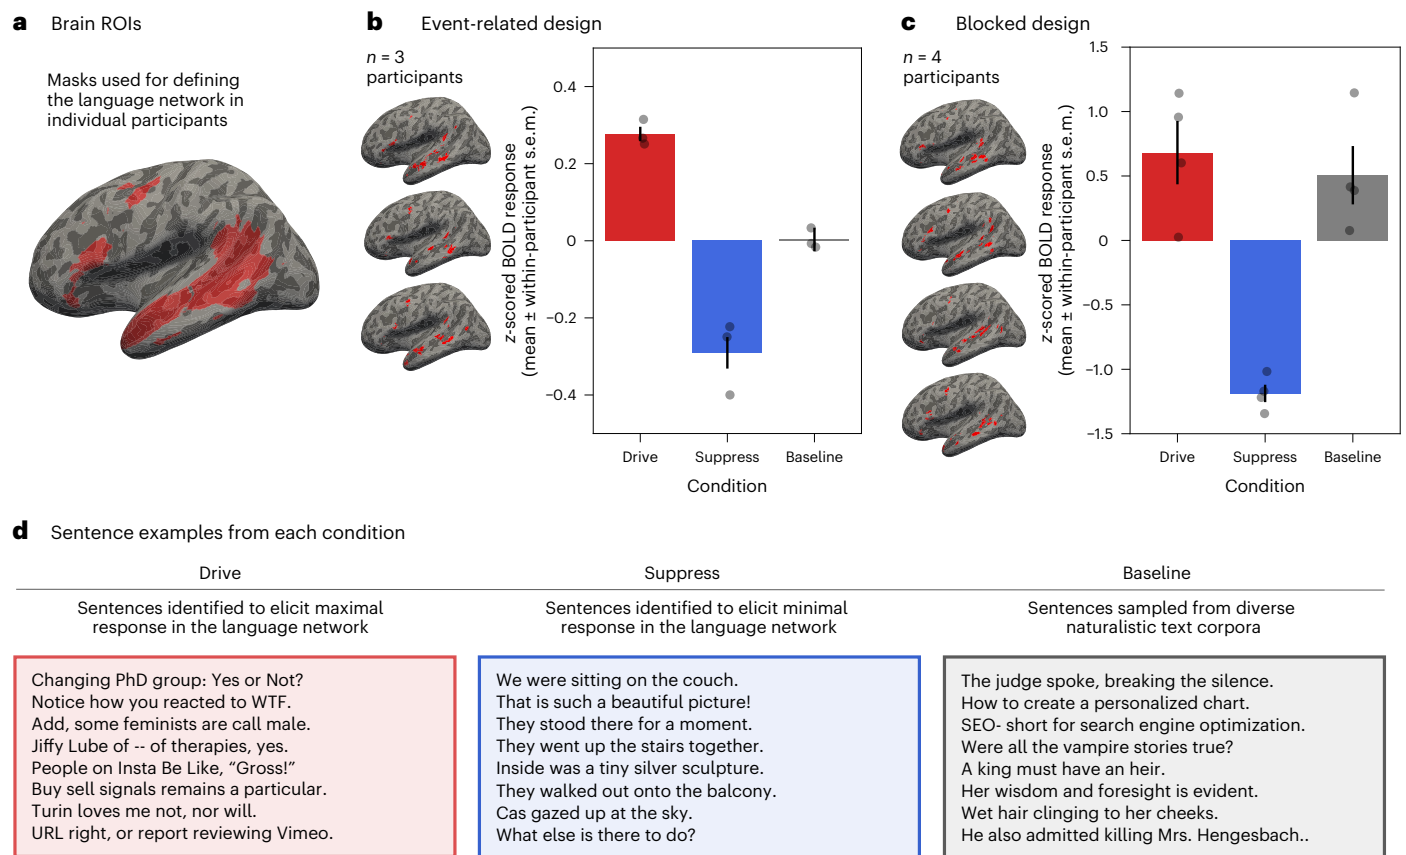 a Brain ROIs
Masks used for defining
the language network in
individual participants
b Event-related design
n = 3
participants
z-scored BOLD response
(mean ± within-participant s.e.m.)
0.4
0.2
0
−0.2
−0.4
Drive Suppress Baseline
Condition
c Blocked design
n = 4
participants
z-scored BOLD response
(mean ± within-participant s.e.m.)
1.5
1.0
0.5
0
−0.5
−1.0
−1.5
Drive Suppress Baseline
Condition
d Sentence examples from each condition
Drive
Sentences identified to elicit maximal
response in the language network
Changing PhD group: Yes or Not?
Notice how you reacted to WTF.
Add, some feminists are call male.
Jiffy Lube of -- of therapies, yes.
People on Insta Be Like, “Gross!”
Buy sell signals remains a particular.
Turin loves me not, nor will.
URL right, or report reviewing Vimeo.
Suppress
Sentences identified to elicit minimal
response in the language network
We were sitting on the couch.
That is such a beautiful picture!
They stood there for a moment.
They went up the stairs together.
Inside was a tiny silver sculpture.
They walked out onto the balcony.
Cas gazed up at the sky.
What else is there to do?
Baseline
Sentences sampled from diverse
naturalistic text corpora
The judge spoke, breaking the silence.
How to create a personalized chart.
SEO- short for search engine optimization.
Were all the vampire stories true?
A king must have an heir.
Her wisdom and foresight is evident.
Wet hair clinging to her cheeks.
He also admitted killing Mrs. Hengesbach..